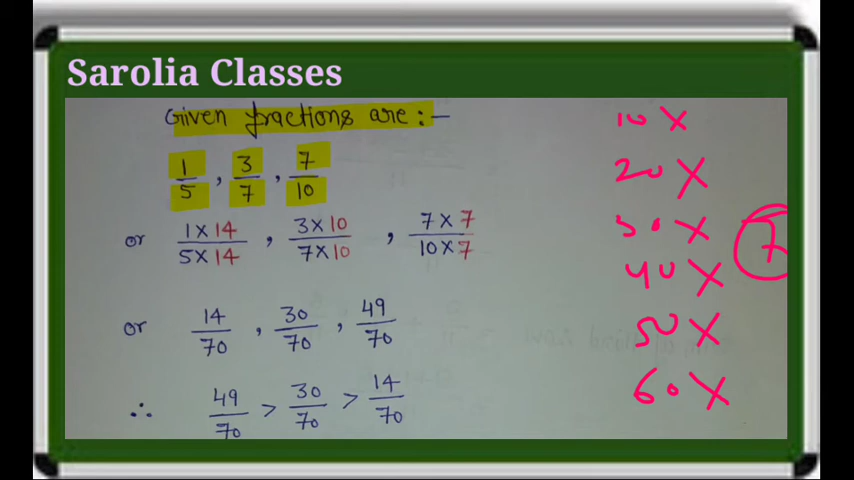 Sarolia Classes
Given fractions are :-
1/5 , 3/7 , 7/10
or 1×14/5×14 , 3×10/7×10 , 7×7/10×7
or 14/70 , 30/70 , 49/70
∴ 49/70 > 30/70 > 14/70
10 X
20 X
30 X
40 X
50 X
60 X
7